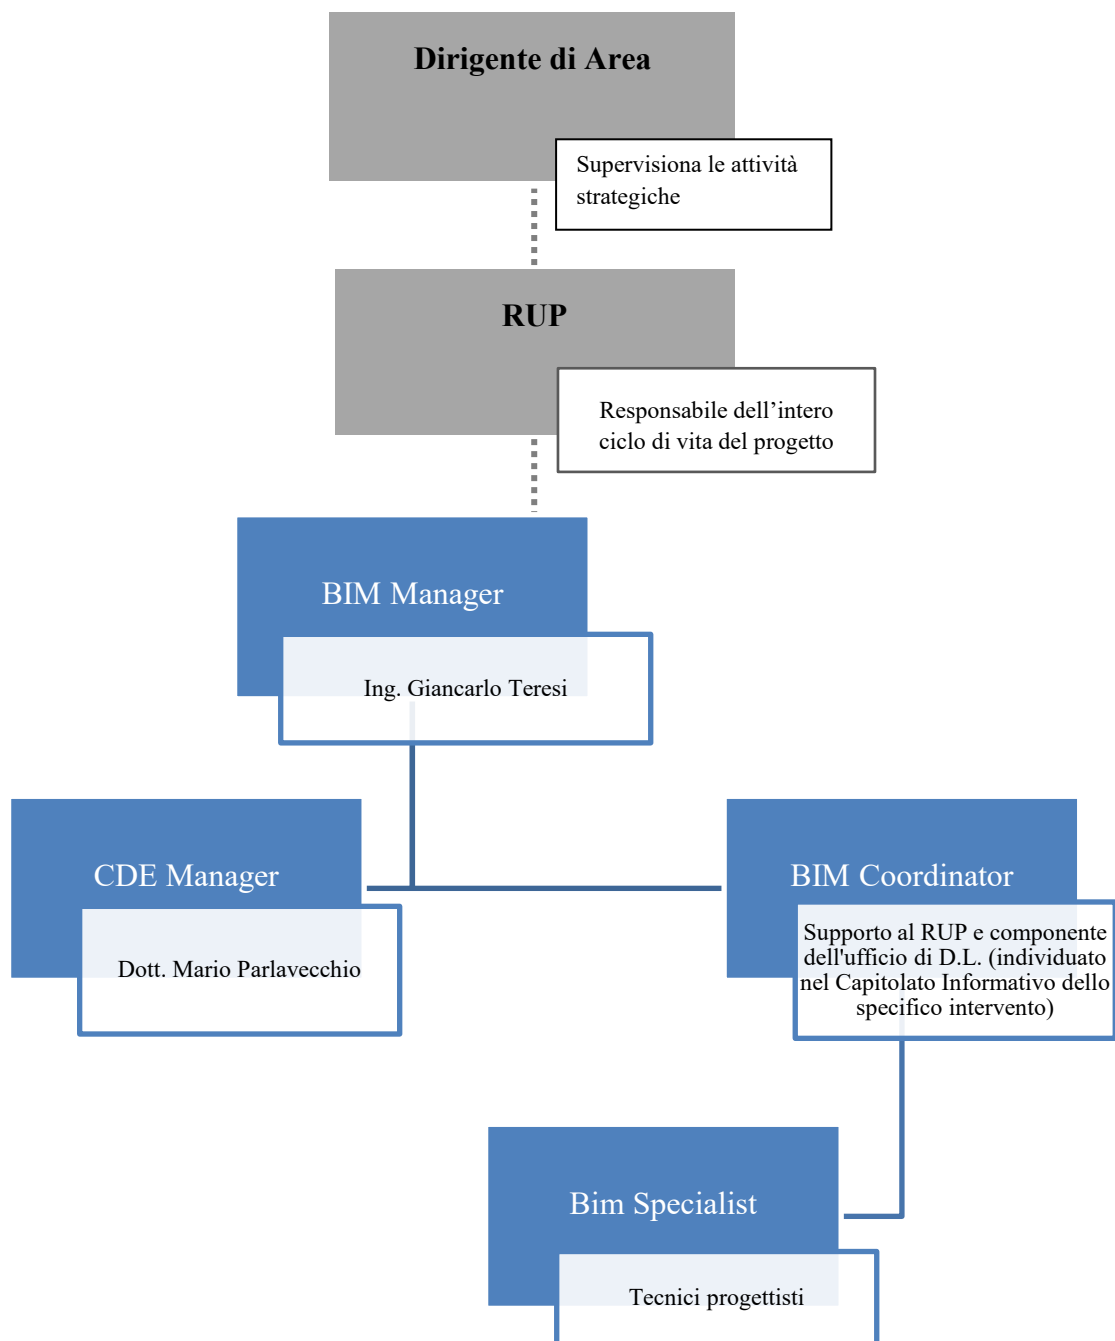 Dirigente di Area
Supervisiona le attività
strategiche
RUP
Responsabile dell’intero
ciclo di vita del progetto
BIM Manager
Ing. Giancarlo Teresi
CDE Manager
Dott. Mario Parlavecchio
BIM Coordinator
Supporto al RUP e componente
dell'ufficio di D.L. (individuato
nel Capitolato Informativo dello
specifico intervento)
Bim Specialist
Tecnici progettisti